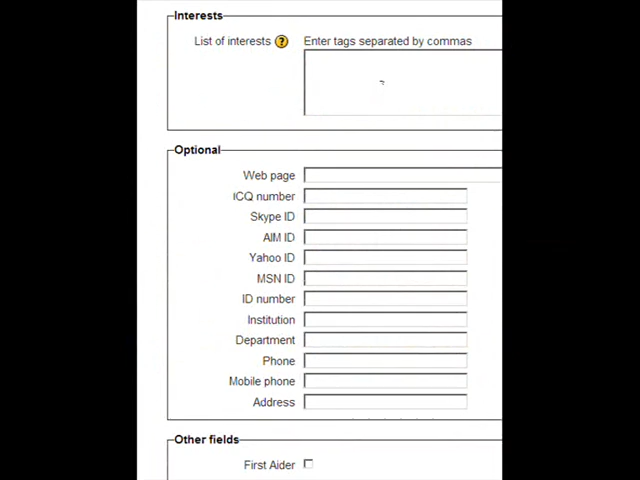 Interests
List of interests ? Enter tags separated by commas
Optional
Web page
ICQ number
Skype ID
AIM ID
Yahoo ID
MSN ID
ID number
Institution
Department
Phone
Mobile phone
Address
Other fields
First Aider